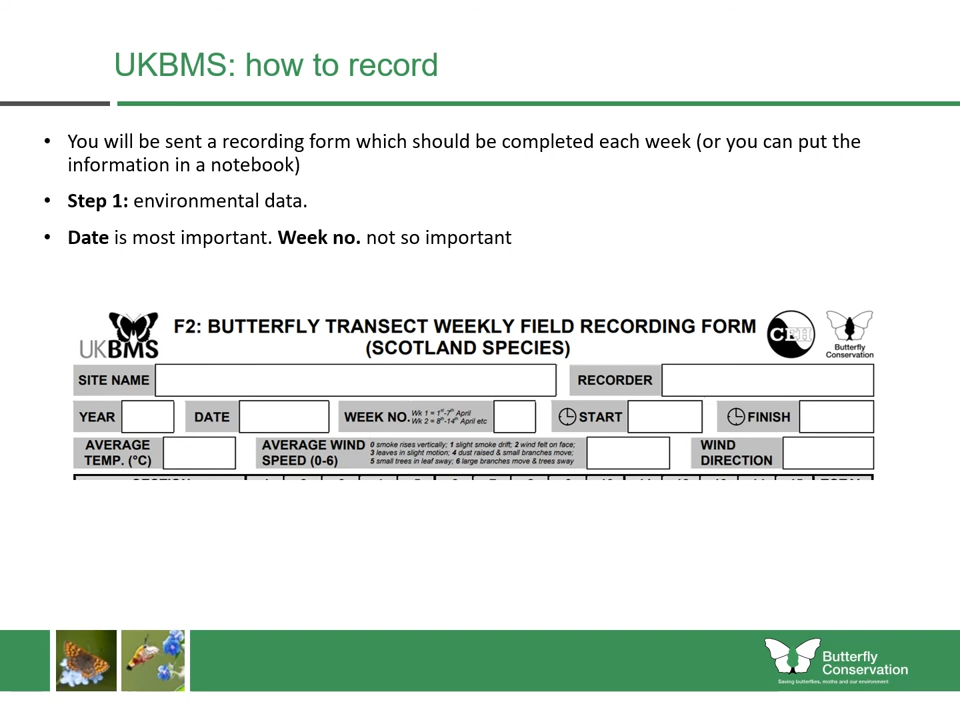 UKBMS: how to record
• You will be sent a recording form which should be completed each week (or you can put the
information in a notebook)
• Step 1: environmental data.
• Date is most important. Week no. not so important
UKBMS
F2: BUTTERFLY TRANSECT WEEKLY FIELD RECORDING FORM
(SCOTLAND SPECIES)
CEH
Butterfly
Conservation
SITE NAME
RECORDER
YEAR
DATE
WEEK NO. Wk 1 = 1st-7th April
Wk 2 = 8th-14th April etc
START
FINISH
AVERAGE
TEMP. (°C)
AVERAGE WIND
SPEED (0-6)
0 smoke rises vertically; 1 slight smoke drift; 2 wind felt on face;
3 leaves in slight motion; 4 dust raised & small branches move;
5 small trees in leaf sway; 6 large branches move & trees sway
WIND
DIRECTION
Butterfly
Conservation
Saving butterflies, moths and our environment